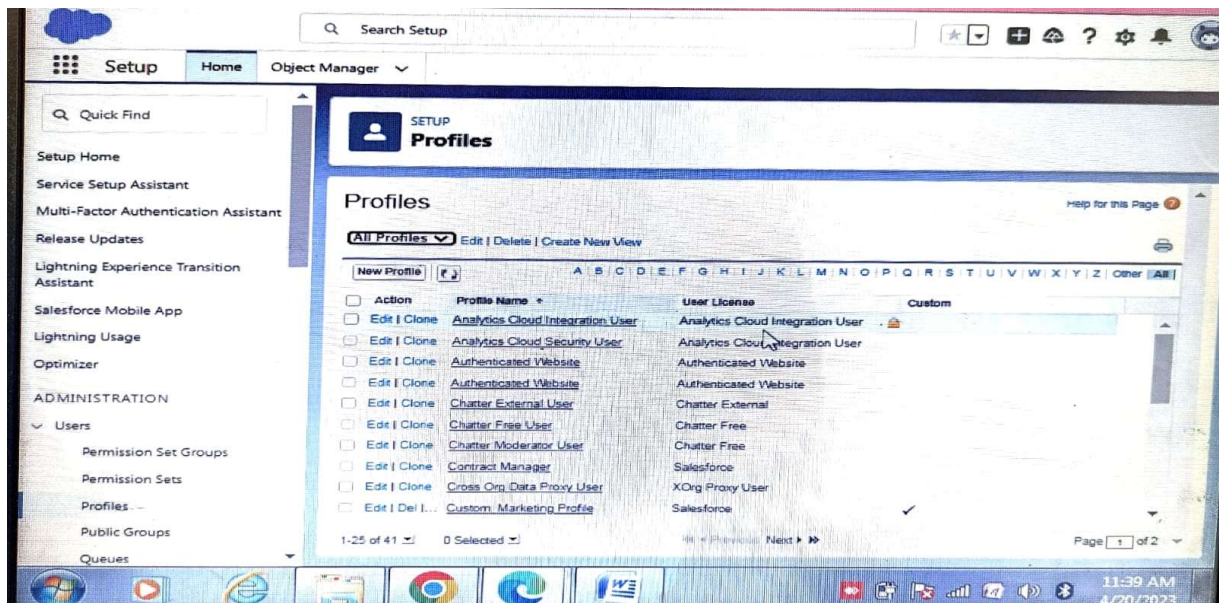 Search Setup
Setup
Home
Object Manager
Quick Find
Setup Home
Service Setup Assistant
Multi-Factor Authentication Assistant
Release Updates
Lightning Experience Transition
Assistant
Salesforce Mobile App
Lightning Usage
Optimizer
ADMINISTRATION
Users
Permission Set Groups
Permission Sets
Profiles
Public Groups
Queues
SETUP
Profiles
Profiles
Help for this Page
All Profiles Edit | Delete | Create New View
New Profile A B C D E F G H I J K L M N O P Q R S T U V W X Y Z Other All
Action Profile Name User License Custom
Edit | Clone Analytics Cloud Integration User Analytics Cloud Integration User
Edit | Clone Analytics Cloud Security User Analytics Cloud Integration User
Edit | Clone Authenticated Website Authenticated Website
Edit | Clone Authenticated Website Authenticated Website
Edit | Clone Chatter External User Chatter External
Edit | Clone Chatter Free User Chatter Free
Edit | Clone Chatter Moderator User Chatter Free
Edit | Clone Contract Manager Salesforce
Edit | Clone Cross Org Data Proxy User XOrg Proxy User
Edit | Del |... Custom: Marketing Profile Salesforce ✓
1-25 of 41 0 Selected Previous Next Page 1 of 2
11:39 AM
4/20/2023